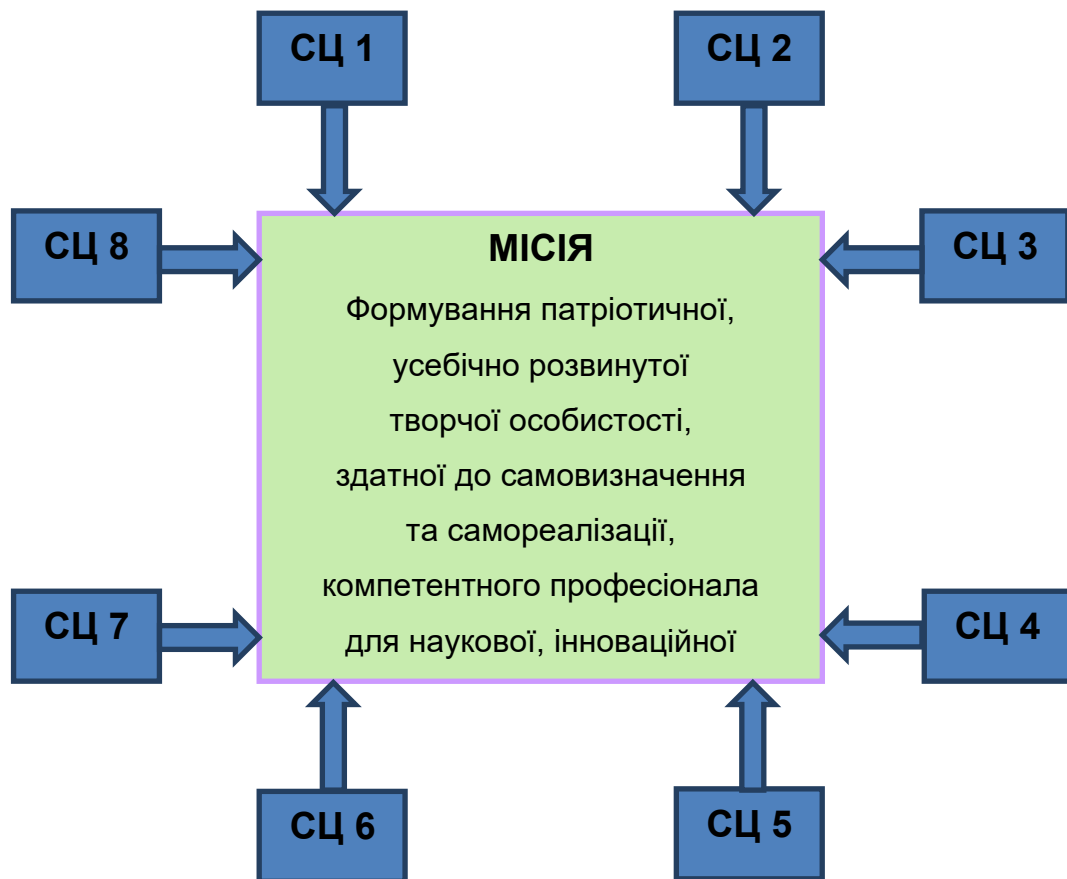 СЦ 1
СЦ 2
СЦ 8
СЦ 3
МІСІЯ
Формування патріотичної,
усебічно розвинутої
творчої особистості,
здатної до самовизначення
та самореалізації,
компетентного професіонала
для наукової, інноваційної
СЦ 7
СЦ 4
СЦ 6
СЦ 5